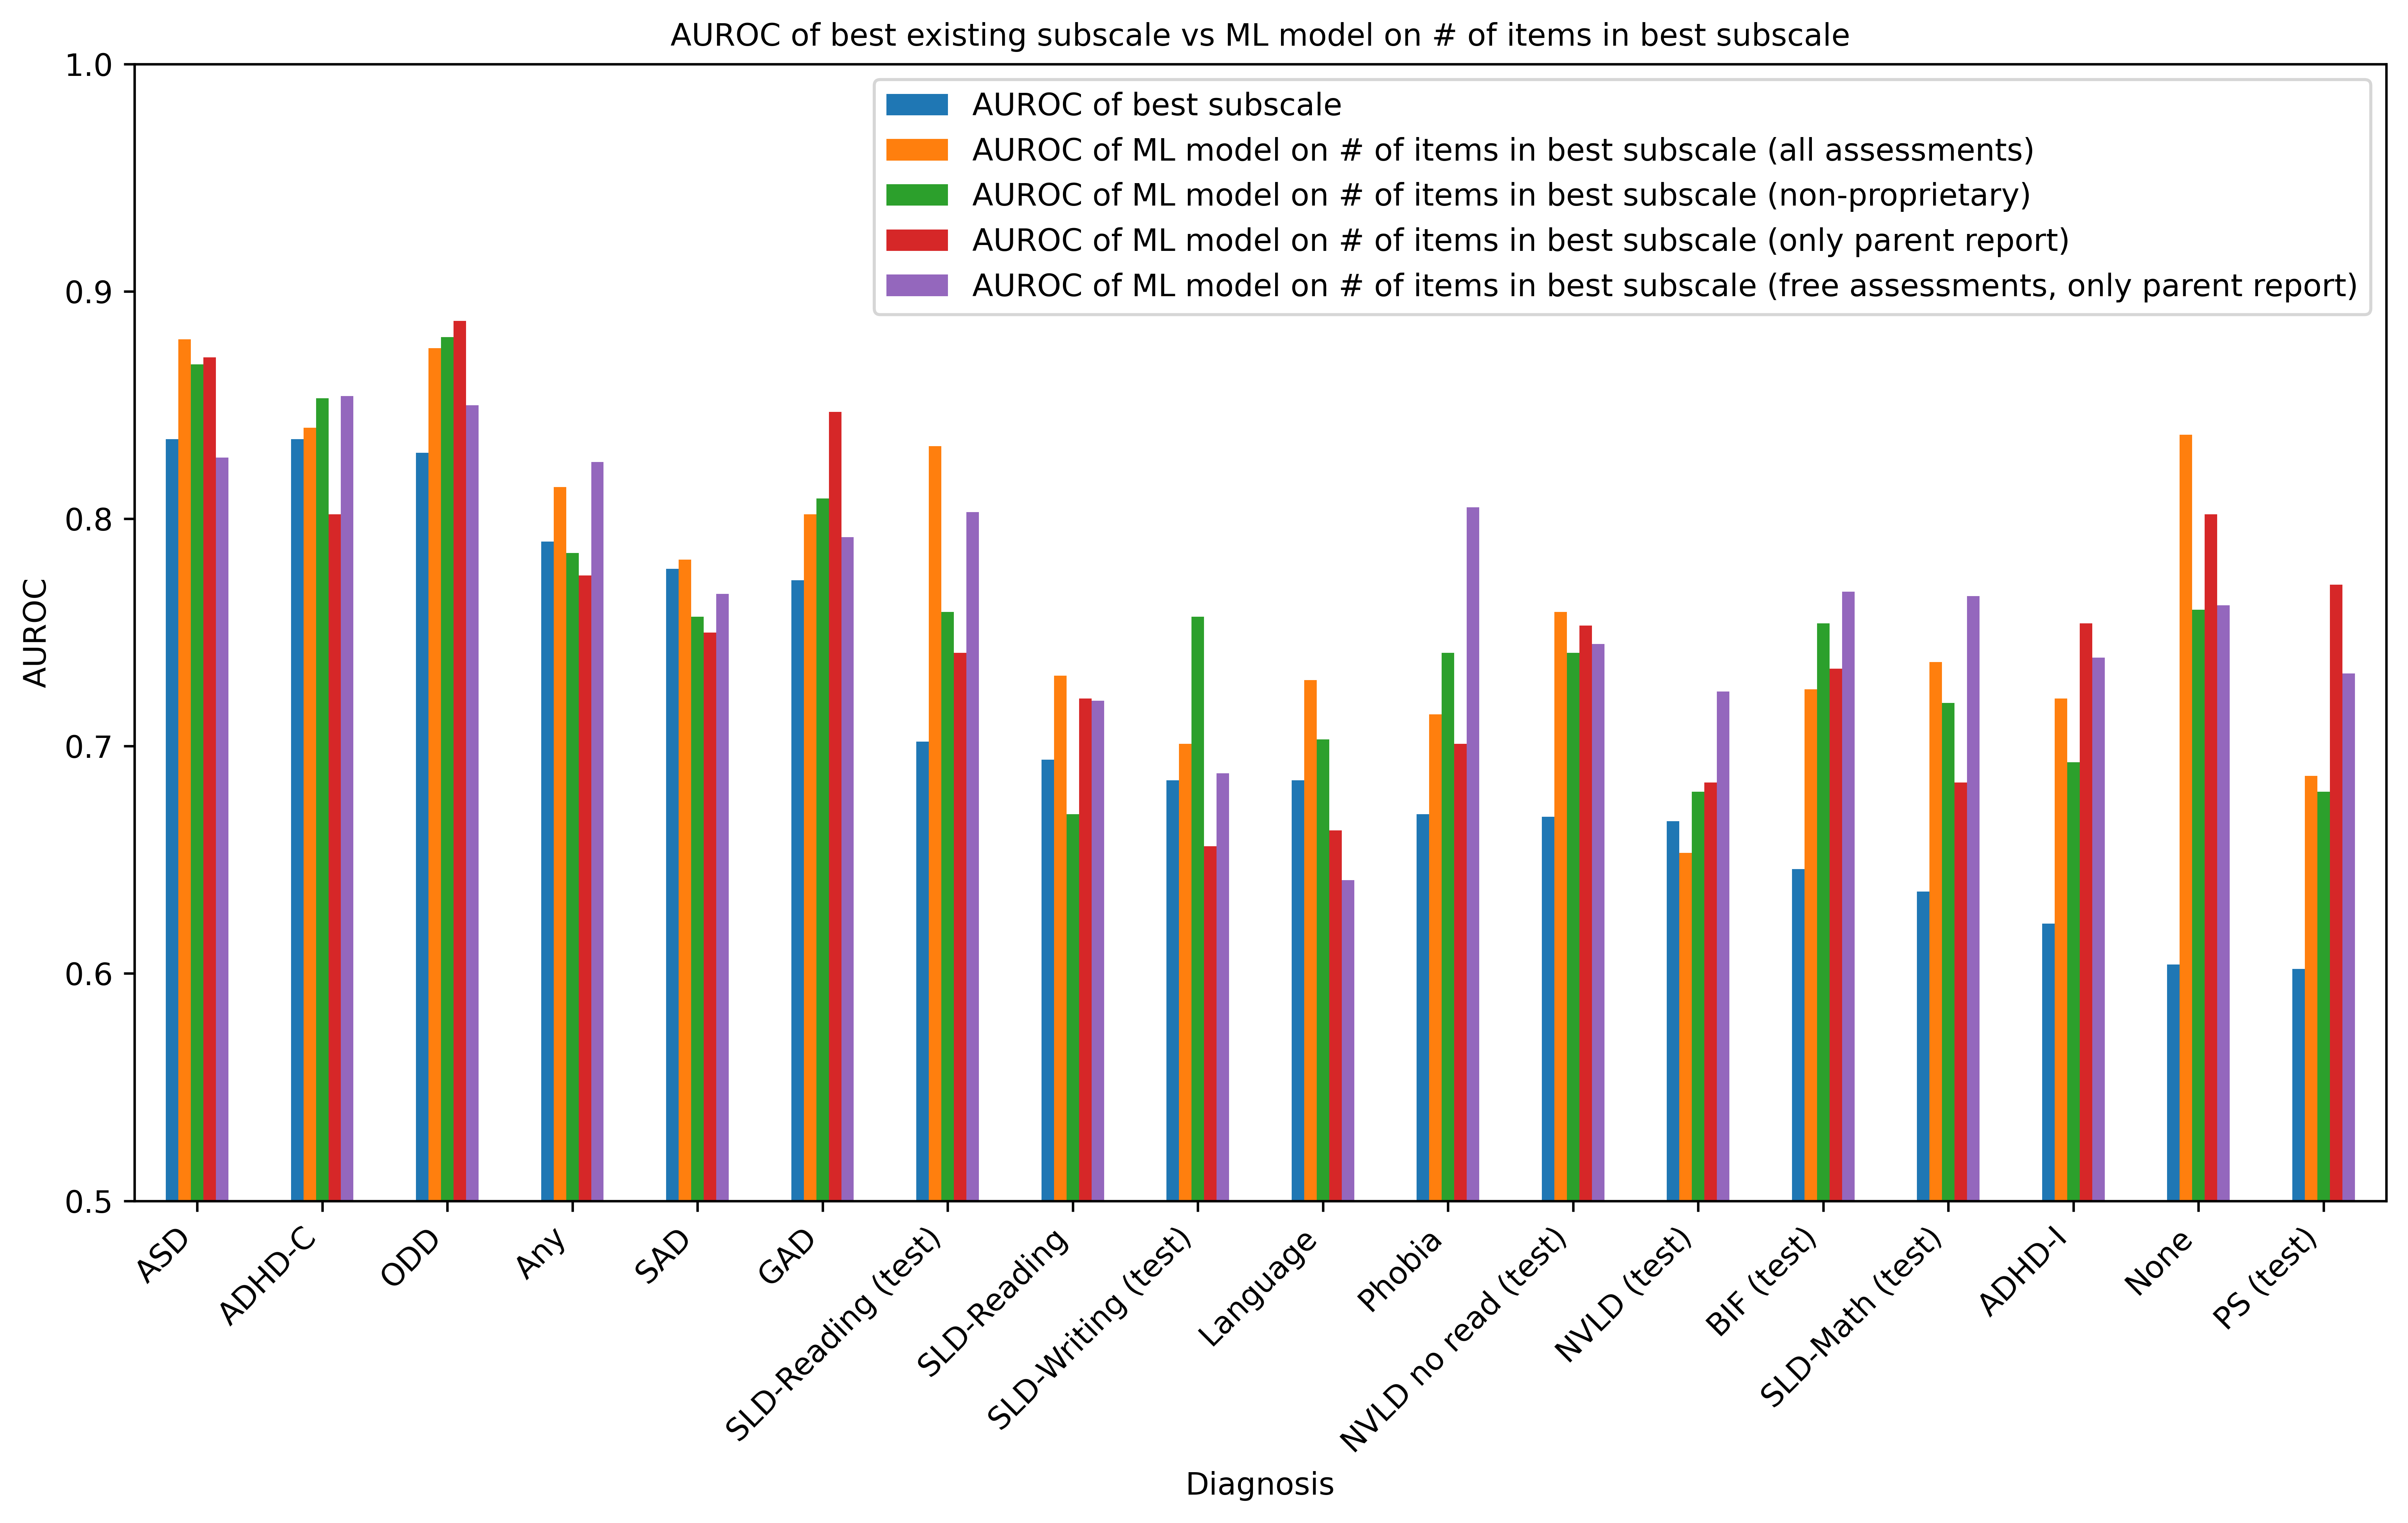 AUROC of best existing subscale vs ML model on # of items in best subscale
1.0
0.9
0.8
0.7
0.6
0.5
AUROC
AUROC of best subscale
AUROC of ML model on # of items in best subscale (all assessments)
AUROC of ML model on # of items in best subscale (non-proprietary)
AUROC of ML model on # of items in best subscale (only parent report)
AUROC of ML model on # of items in best subscale (free assessments, only parent report)
ASD
ADHD-C
ODD
Any
SAD
GAD
SLD-Reading (test)
SLD-Reading
SLD-Writing (test)
Language
Phobia
NVLD no read (test)
NVLD (test)
BIF (test)
SLD-Math (test)
ADHD-I
None
PS (test)
Diagnosis